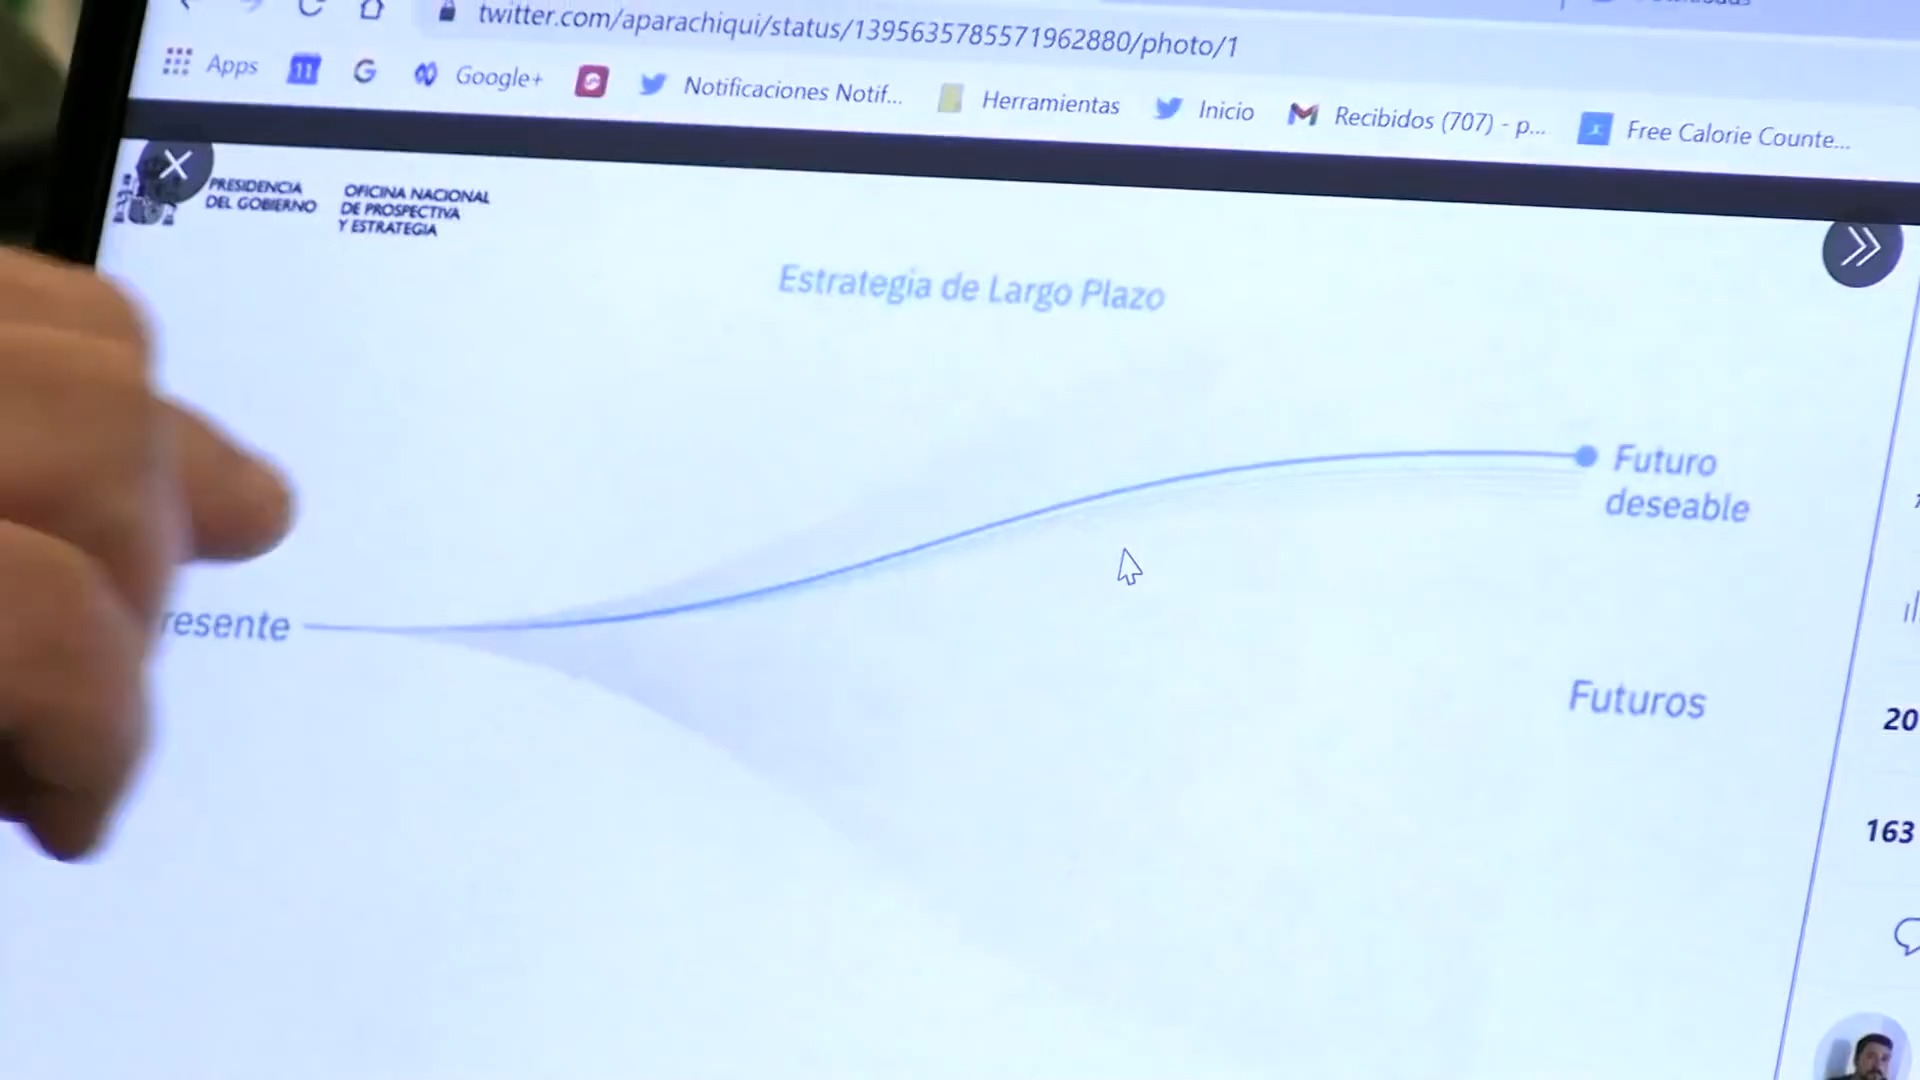 twitter.com/aparachiqui/status/1395635785571962880/photo/1
Apps
11
G
Google+
Notificaciones Notif...
Herramientas
Inicio
Recibidos (707) - p...
Free Calorie Counte...
PRESIDENCIA
DEL GOBIERNO
OFICINA NACIONAL
DE PROSPECTIVA
Y ESTRATEGIA
Estrategia de Largo Plazo
Futuro
deseable
resente
Futuros
20
163